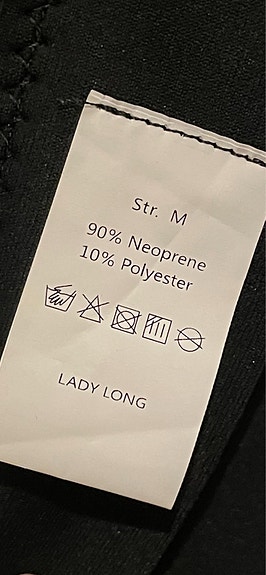 Str. M
90% Neoprene
10% Polyester
LADY LONG